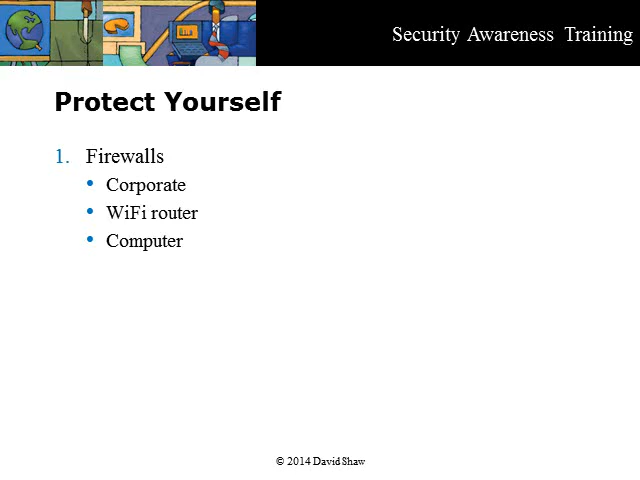 Security Awareness Training
Protect Yourself
1. Firewalls
• Corporate
• WiFi router
• Computer
© 2014 David Shaw